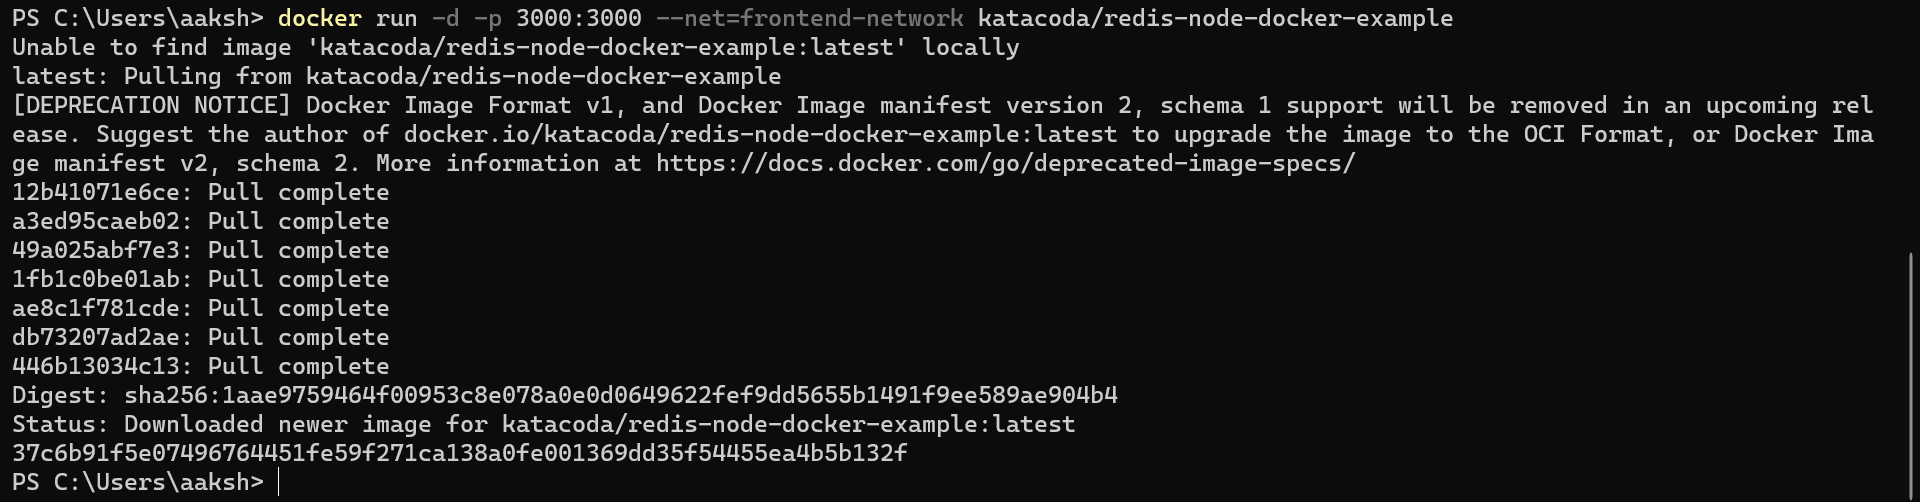 PS C:\Users\aaksh> docker run -d -p 3000:3000 --net=frontend-network katacoda/redis-node-docker-example
Unable to find image 'katacoda/redis-node-docker-example:latest' locally
latest: Pulling from katacoda/redis-node-docker-example
[DEPRECATION NOTICE] Docker Image Format v1, and Docker Image manifest version 2, schema 1 support will be removed in an upcoming rel
ease. Suggest the author of docker.io/katacoda/redis-node-docker-example:latest to upgrade the image to the OCI Format, or Docker Ima
ge manifest v2, schema 2. More information at https://docs.docker.com/go/deprecated-image-specs/
12b41071e6ce: Pull complete
a3ed95caeb02: Pull complete
49a025abf7e3: Pull complete
1fb1c0be01ab: Pull complete
ae8c1f781cde: Pull complete
db73207ad2ae: Pull complete
446b13034c13: Pull complete
Digest: sha256:1aae9759464f00953c8e078a0e0d0649622fef9dd5655b1491f9ee589ae904b4
Status: Downloaded newer image for katacoda/redis-node-docker-example:latest
37c6b91f5e07496764451fe59f271ca138a0fe001369dd35f54455ea4b5b132f
PS C:\Users\aaksh>